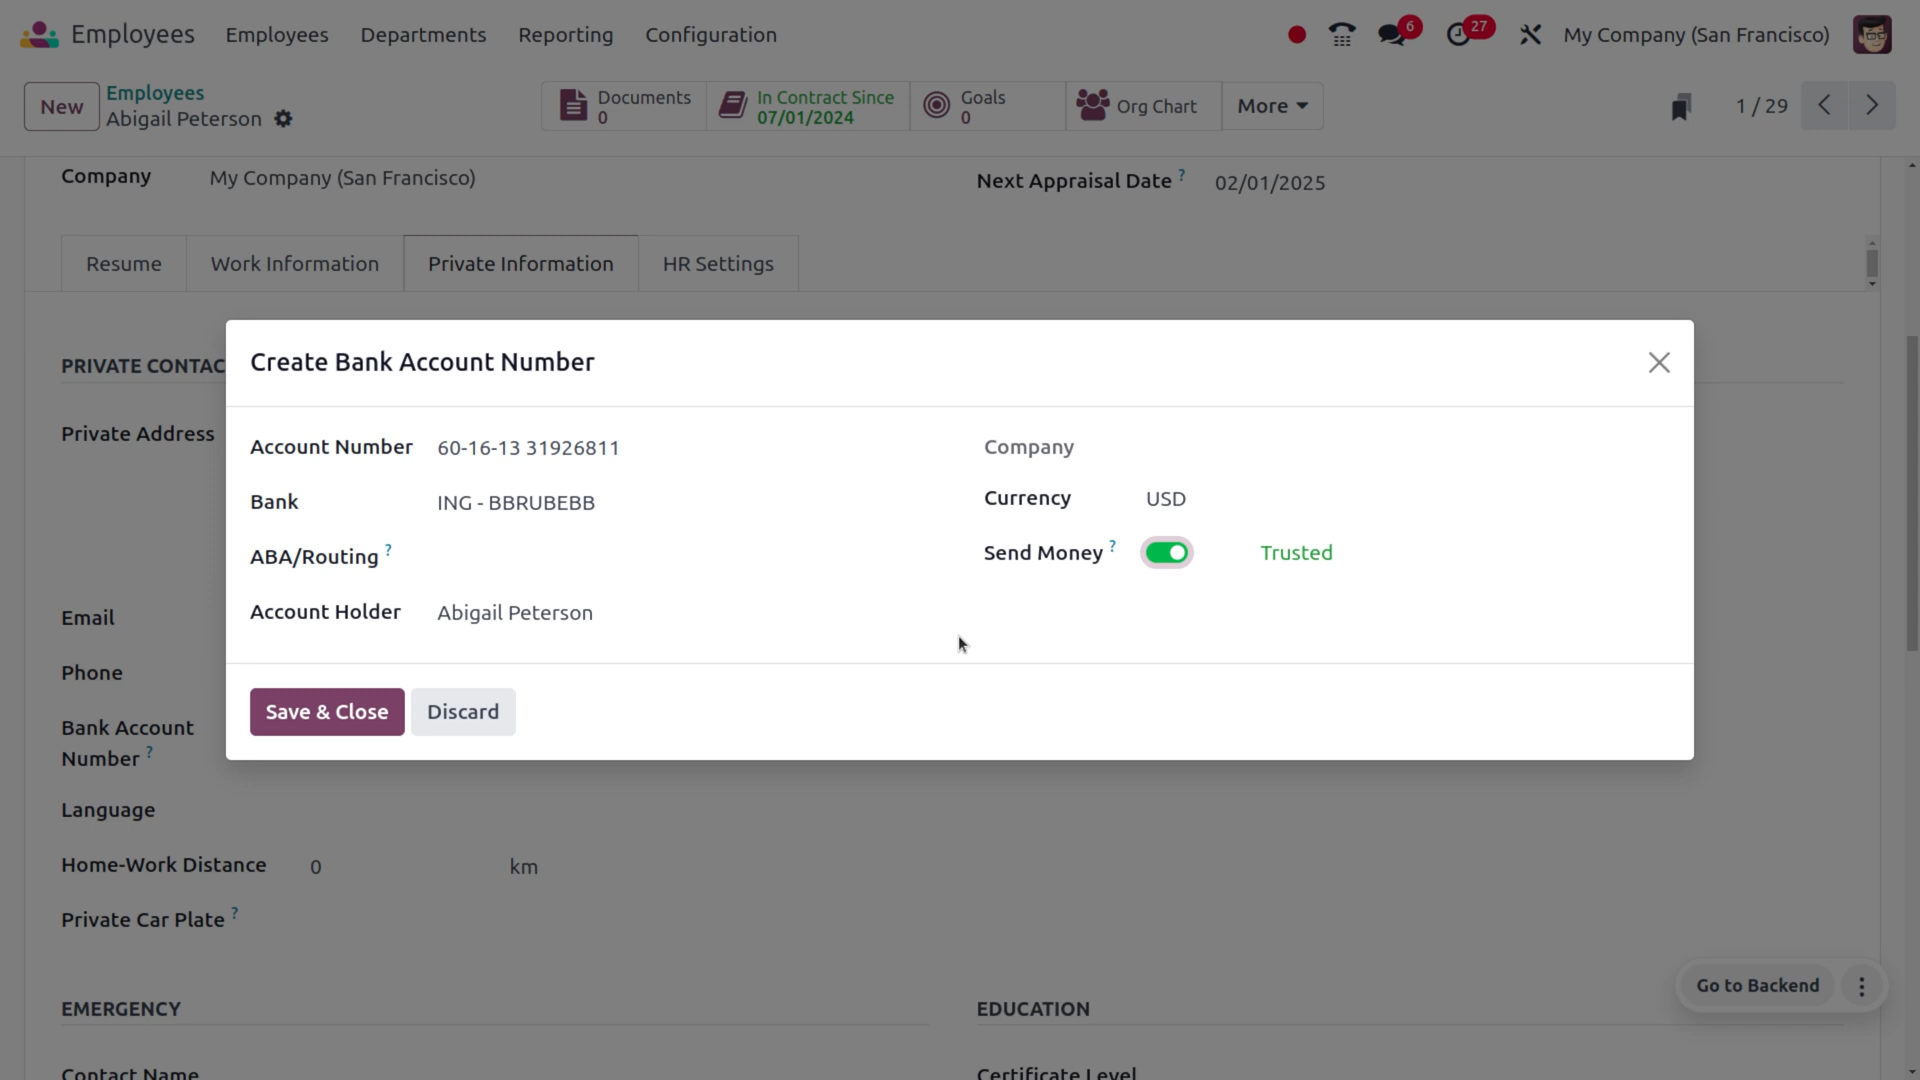 Employees Employees Departments Reporting Configuration 6 27 My Company (San Francisco)
New Employees
Abigail Peterson
Documents 0
In Contract Since 07/01/2024
Goals 0
Org Chart
More
1 / 29
Company My Company (San Francisco)
Next Appraisal Date ? 02/01/2025
Resume Work Information Private Information HR Settings
PRIVATE CONTAC
Create Bank Account Number
Private Address
Account Number 60-16-13 31926811
Company
Bank ING - BBRUBEBB
Currency USD
ABA/Routing ?
Send Money ? Trusted
Account Holder Abigail Peterson
Email
Phone
Save & Close Discard
Bank Account
Number ?
Language
Home-Work Distance 0 km
Private Car Plate ?
Go to Backend
EMERGENCY
EDUCATION
Contact Name
Certificate Level